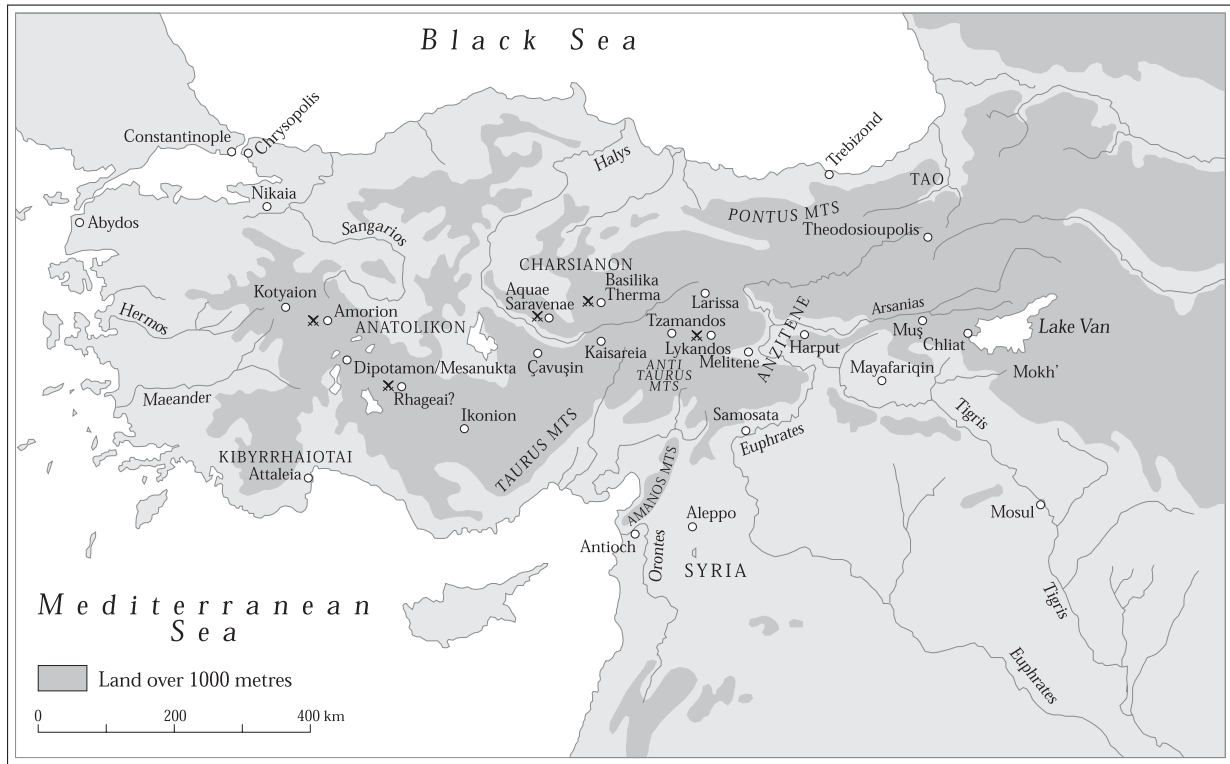 Black Sea
Constantinople
Chrysopolis
Trebizond
Halys
TAO
Nikaia
Abydos
Sangarios
PONTUS MTS
Theodosioupolis
CHARSIANON
Basilika
Therma
Aquae
Saravenae
Kotyaion
Amorion
ANATOLIKON
Hermos
Larissa
Tzamandos
Lykandos
Melitene
ANZITENE
Harput
Arsanias
Muş
Chliat
Lake Van
Kaisareia
Çavuşin
ANTI
TAURUS
MTS
Dipotamon/Mesanukta
Rhageai?
Mayafariqin
Mokh'
Maeander
Ikonion
TAURUS MTS
Samosata
Euphrates
Tigris
KIBYRRHAIOTAI
Attaleia
AMANOS MTS
Aleppo
Mosul
Antioch
Orontes
SYRIA
Tigris
Euphrates
Mediterranean
Sea
Land over 1000 metres
0 200 400 km